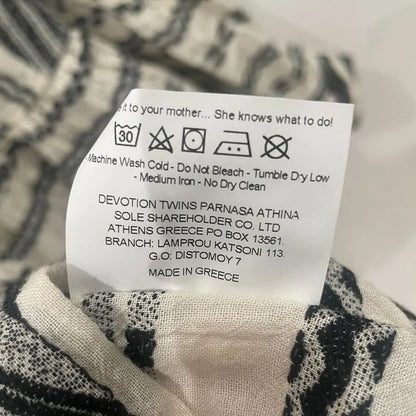 it to your mother... She knows what to do!
30
Machine Wash Cold - Do Not Bleach - Tumble Dry Low
- Medium Iron - No Dry Clean
DEVOTION TWINS PARNASA ATHINA
SOLE SHAREHOLDER CO. LTD
ATHENS GREECE PO BOX 13561.
BRANCH: LAMPROU KATSONI 113.
G.O: DISTOMOY 7
MADE IN GREECE